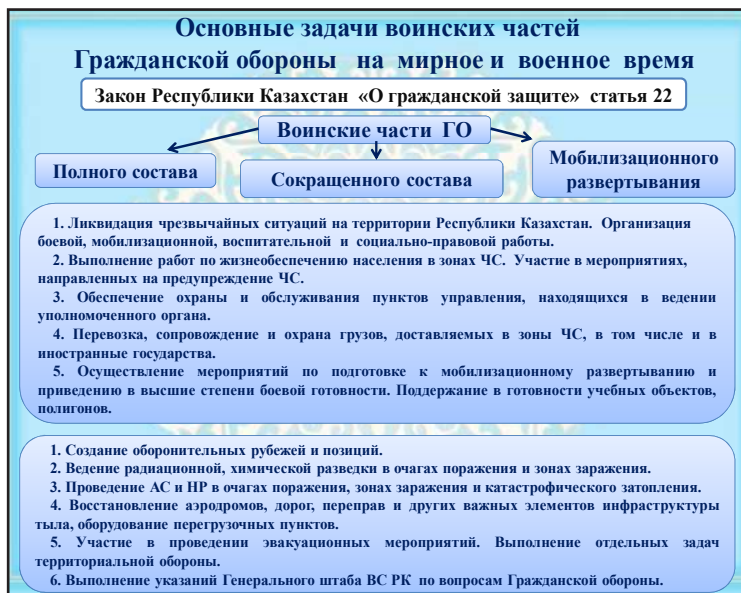 Основные задачи воинских частей
Гражданской обороны на мирное и военное время
Закон Республики Казахстан «О гражданской защите» статья 22
Воинские части ГО
Полного состава
Сокращенного состава
Мобилизационного
развертывания
1. Ликвидация чрезвычайных ситуаций на территории Республики Казахстан. Организация
боевой, мобилизационной, воспитательной и социально-правовой работы.
2. Выполнение работ по жизнеобеспечению населения в зонах ЧС. Участие в мероприятиях,
направленных на предупреждение ЧС.
3. Обеспечение охраны и обслуживания пунктов управления, находящихся в ведении
уполномоченного органа.
4. Перевозка, сопровождение и охрана грузов, доставляемых в зоны ЧС, в том числе и в
иностранные государства.
5. Осуществление мероприятий по подготовке к мобилизационному развертыванию и
приведению в высшие степени боевой готовности. Поддержание в готовности учебных объектов,
полигонов.
1. Создание оборонительных рубежей и позиций.
2. Ведение радиационной, химической разведки в очагах поражения и зонах заражения.
3. Проведение АС и НР в очагах поражения, зонах заражения и катастрофического затопления.
4. Восстановление аэродромов, дорог, переправ и других важных элементов инфраструктуры
тыла, оборудование перегрузочных пунктов.
5. Участие в проведении эвакуационных мероприятий. Выполнение отдельных задач
территориальной обороны.
6. Выполнение указаний Генерального штаба ВС РК по вопросам Гражданской обороны.